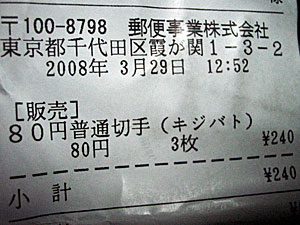 〒100-8798 郵便事業株式会社
東京都千代田区霞が関1-3-2
2008年 3月29日 12:52
[販売]
80円普通切手(キジバト)
80円 3枚 ¥240
小計 ¥240